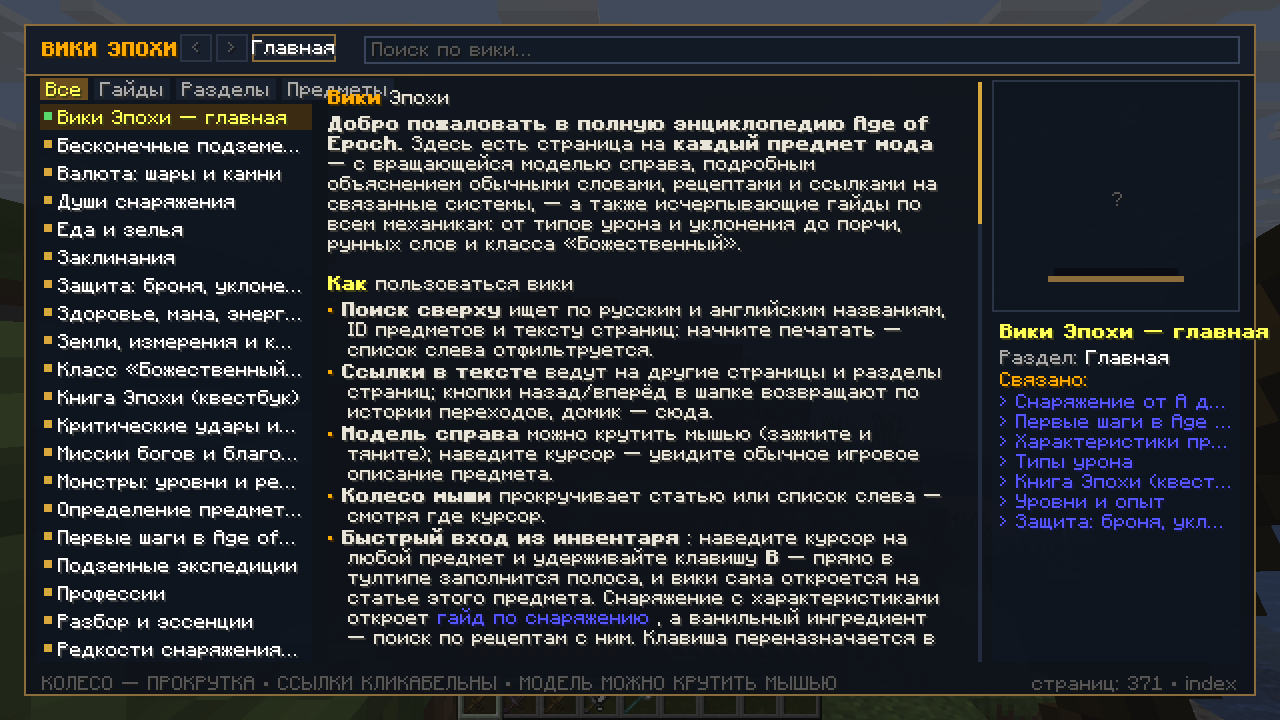 ВИКИ ЭПОХИ < > Главная Поиск по вики...
Все Гайды Разделы Предметы
Вики Эпохи — главная
Бесконечные подземе...
Валюта: шары и камни
Души снаряжения
Еда и зелья
Заклинания
Защита: броня, уклоне...
Здоровье, мана, энерг...
Земли, измерения и к...
Класс «Божественный...
Книга Эпохи (квестбук)
Критические удары и...
Миссии богов и благо...
Монстры: уровни и ре...
Определение предмет...
Первые шаги в Age of...
Подземные экспедиции
Профессии
Разбор и эссенции
Редкости снаряжения...
Вики Эпохи
Добро пожаловать в полную энциклопедию Age of
Epoch. Здесь есть страница на каждый предмет мода
— с вращающейся моделью справа, подробным
объяснением обычными словами, рецептами и ссылками на
связанные системы, — а также исчерпывающие гайды по
всем механикам: от типов урона и уклонения до порчи,
рунных слов и класса «Божественный».
Как пользоваться вики
• Поиск сверху ищет по русским и английским названиям,
ID предметов и тексту страниц: начните печатать —
список слева отфильтруется.
• Ссылки в тексте ведут на другие страницы и разделы
страниц; кнопки назад/вперёд в шапке возвращают по
истории переходов, домик — сюда.
• Модель справа можно крутить мышью (зажмите и
тяните); наведите курсор — увидите обычное игровое
описание предмета.
• Колесо мыши прокручивает статью или список слева —
смотря где курсор.
• Быстрый вход из инвентаря : наведите курсор на
любой предмет и удерживайте клавишу B — прямо в
тултипе заполнится полоса, и вики сама откроется на
статье этого предмета. Снаряжение с характеристиками
откроет гайд по снаряжению , а ванильный ингредиент
— поиск по рецептам с ним. Клавиша переназначается в
?
Вики Эпохи — главная
Раздел: Главная
Связано:
> Снаряжение от А д...
> Первые шаги в Age ...
> Характеристики пр...
> Типы урона
> Книга Эпохи (квест...
> Уровни и опыт
> Защита: броня, укл...
КОЛЕСО — ПРОКРУТКА • ССЫЛКИ КЛИКАБЕЛЬНЫ • МОДЕЛЬ МОЖНО КРУТИТЬ МЫШЬЮ
страниц: 371 • index